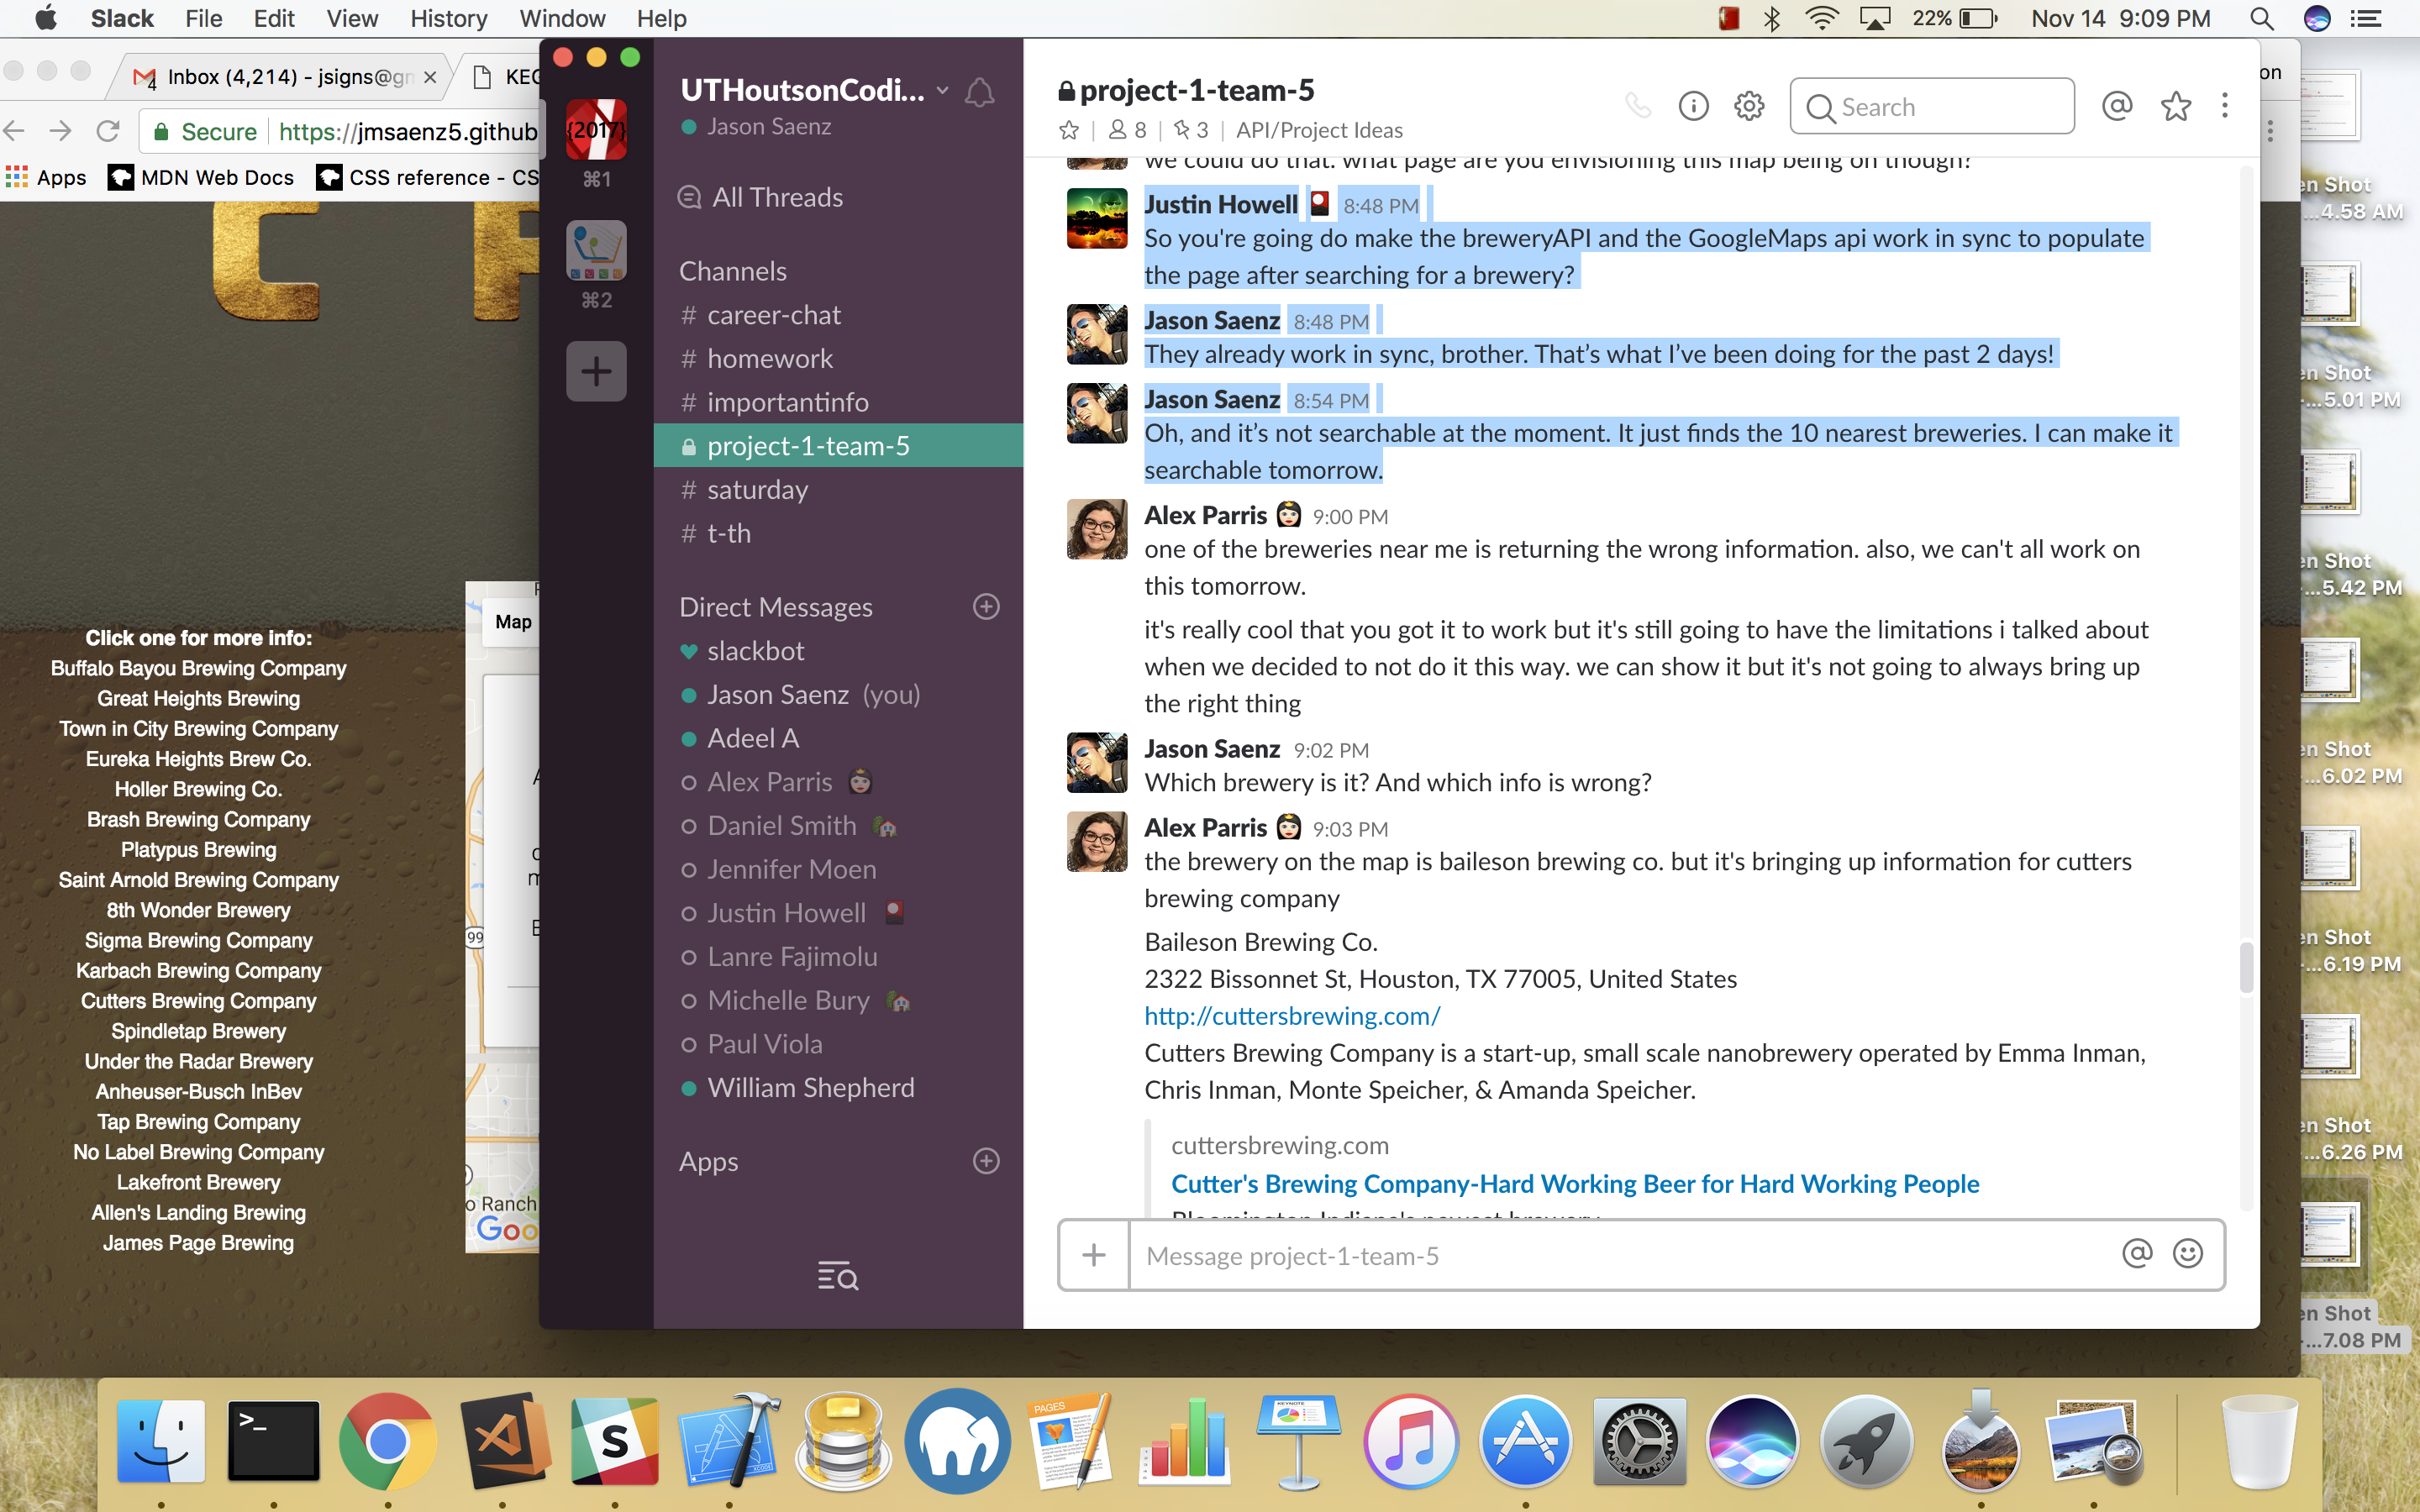 Slack File Edit View History Window Help
22% Nov 14 9:09 PM
Inbox (4,214) - jsigns@gm
Secure https://jmsaenz5.github
Apps MDN Web Docs CSS reference - CS
Click one for more info:
Buffalo Bayou Brewing Company
Great Heights Brewing
Town in City Brewing Company
Eureka Heights Brew Co.
Holler Brewing Co.
Brash Brewing Company
Platypus Brewing
Saint Arnold Brewing Company
8th Wonder Brewery
Sigma Brewing Company
Karbach Brewing Company
Cutters Brewing Company
Spindletap Brewery
Under the Radar Brewery
Anheuser-Busch InBev
Tap Brewing Company
No Label Brewing Company
Lakefront Brewery
Allen's Landing Brewing
James Page Brewing
Map
99
o Ranch
Goo
{2017}
⌘1
⌘2
UTHoutsonCodi...
Jason Saenz
All Threads
Channels
# career-chat
# homework
# importantinfo
project-1-team-5
# saturday
# t-th
Direct Messages
slackbot
Jason Saenz (you)
Adeel A
Alex Parris
Daniel Smith
Jennifer Moen
Justin Howell
Lanre Fajimolu
Michelle Bury
Paul Viola
William Shepherd
Apps
project-1-team-5
8 | 3 | API/Project Ideas
Search
we could do that. what page are you envisioning this map being on though?
Justin Howell 8:48 PM
So you're going do make the breweryAPI and the GoogleMaps api work in sync to populate
the page after searching for a brewery?
Jason Saenz 8:48 PM
They already work in sync, brother. That’s what I’ve been doing for the past 2 days!
Jason Saenz 8:54 PM
Oh, and it’s not searchable at the moment. It just finds the 10 nearest breweries. I can make it
searchable tomorrow.
Alex Parris 9:00 PM
one of the breweries near me is returning the wrong information. also, we can't all work on
this tomorrow.
it's really cool that you got it to work but it's still going to have the limitations i talked about
when we decided to not do it this way. we can show it but it's not going to always bring up
the right thing
Jason Saenz 9:02 PM
Which brewery is it? And which info is wrong?
Alex Parris 9:03 PM
the brewery on the map is baileson brewing co. but it's bringing up information for cutters
brewing company
Baileson Brewing Co.
2322 Bissonnet St, Houston, TX 77005, United States
http://cuttersbrewing.com/
Cutters Brewing Company is a start-up, small scale nanobrewery operated by Emma Inman,
Chris Inman, Monte Speicher, & Amanda Speicher.
cuttersbrewing.com
Cutter's Brewing Company-Hard Working Beer for Hard Working People
Bloomington Indiana's newest brewery
Message project-1-team-5
on
en Shot
...4.58 AM
en Shot
...5.01 PM
en Shot
...5.42 PM
en Shot
...6.02 PM
en Shot
...6.19 PM
en Shot
...6.26 PM
en Shot
...7.08 PM
>_
S
PAGES
KEYNOTE